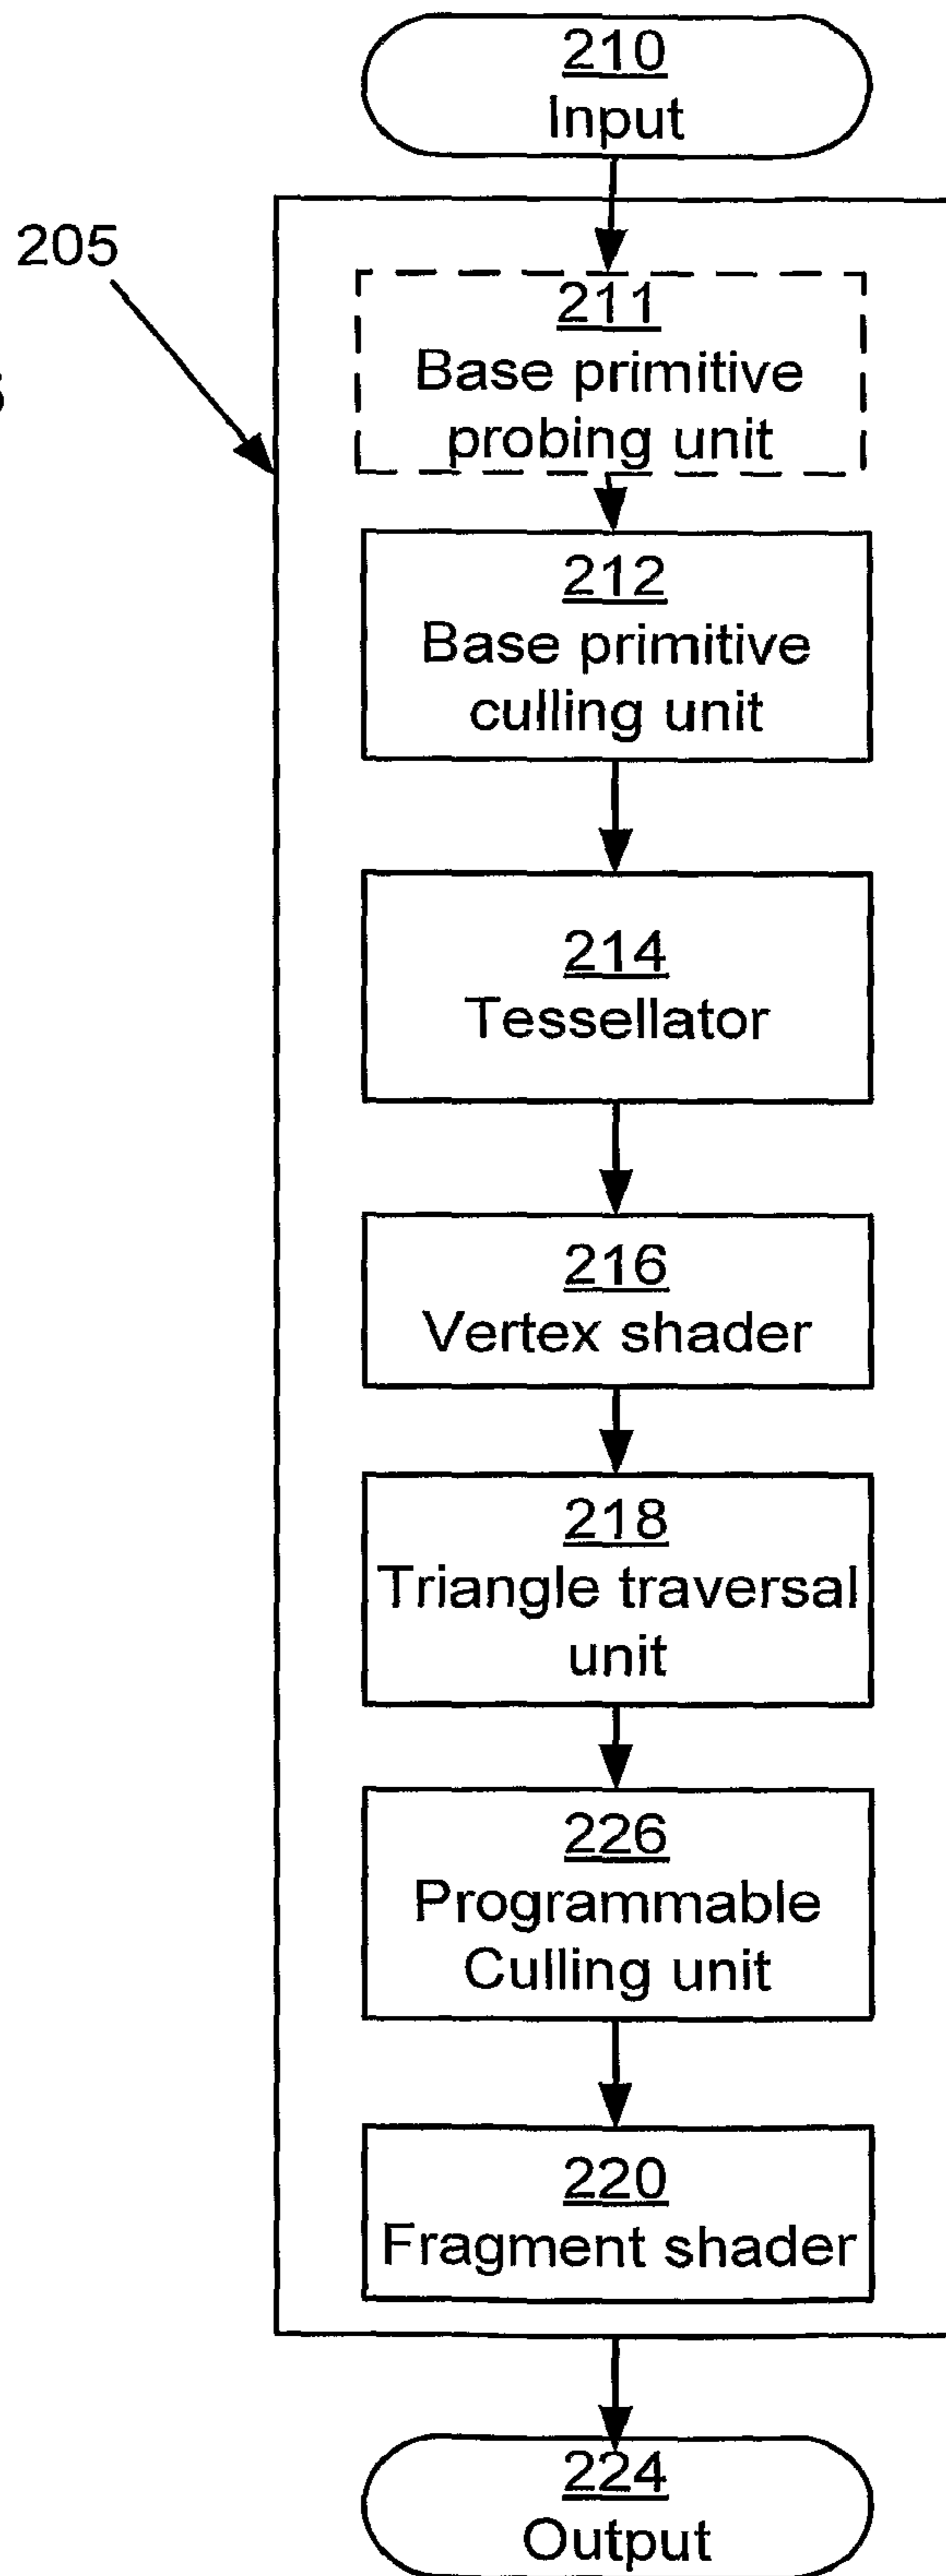 210
Input
205
211
Base primitive
probing unit
212
Base primitive
culling unit
214
Tessellator
216
Vertex shader
218
Triangle traversal
unit
226
Programmable
Culling unit
220
Fragment shader
224
Output